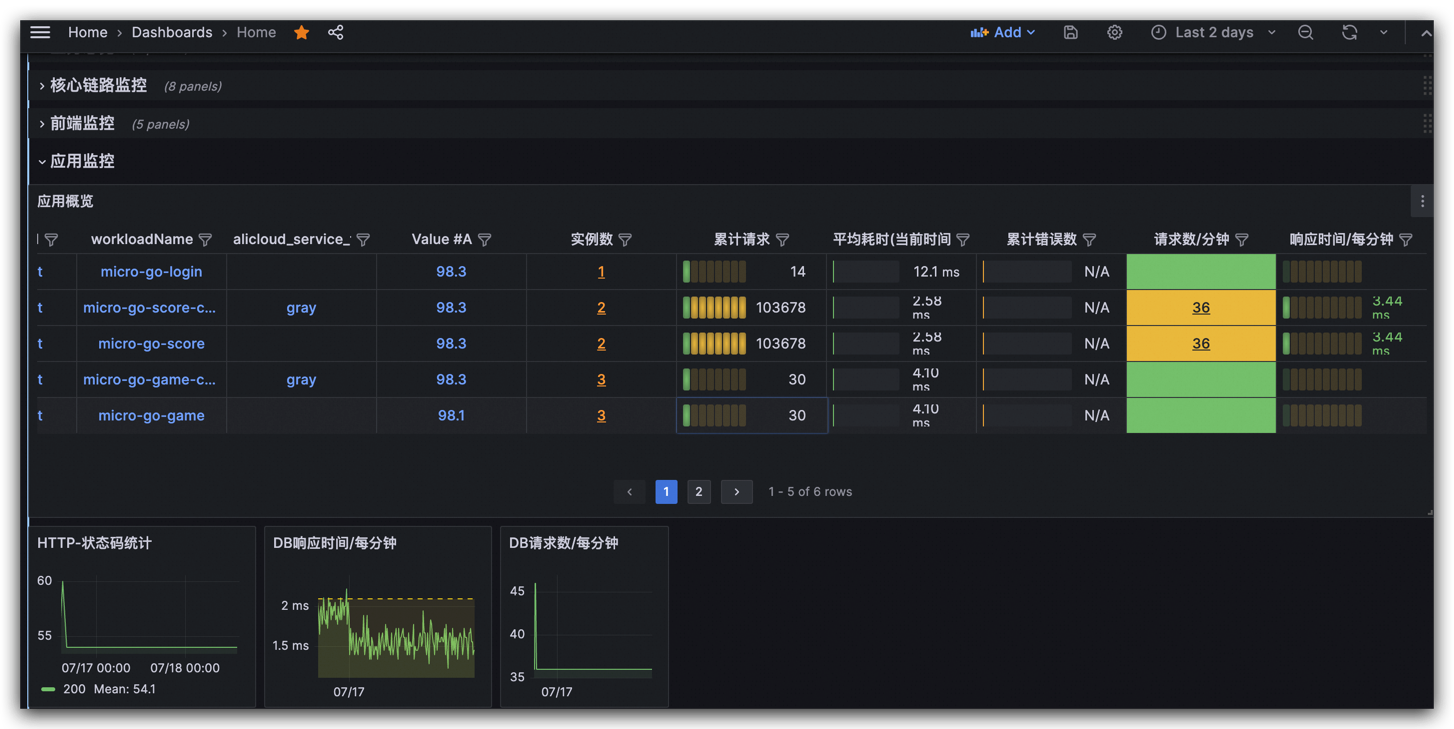 Home › Dashboards › Home Add Last 2 days
核心链路监控 (8 panels)
前端监控 (5 panels)
应用监控
应用概览
workloadName alicloud_service_ Value #A 实例数 累计请求 平均耗时(当前时间 累计错误数 请求数/分钟 响应时间/每分钟
t micro-go-login 98.3 1 14 12.1 ms N/A
t micro-go-score-c... gray 98.3 2 103678 2.58 ms N/A 36 3.44 ms
t micro-go-score 98.3 2 103678 2.58 ms N/A 36 3.44 ms
t micro-go-game-c... gray 98.3 3 30 4.10 ms N/A
t micro-go-game 98.1 3 30 4.10 ms N/A
‹ 1 2 › 1 - 5 of 6 rows
HTTP-状态码统计
60
55
07/17 00:00 07/18 00:00
200 Mean: 54.1
DB响应时间/每分钟
2 ms
1.5 ms
07/17
DB请求数/每分钟
45
40
35
07/17